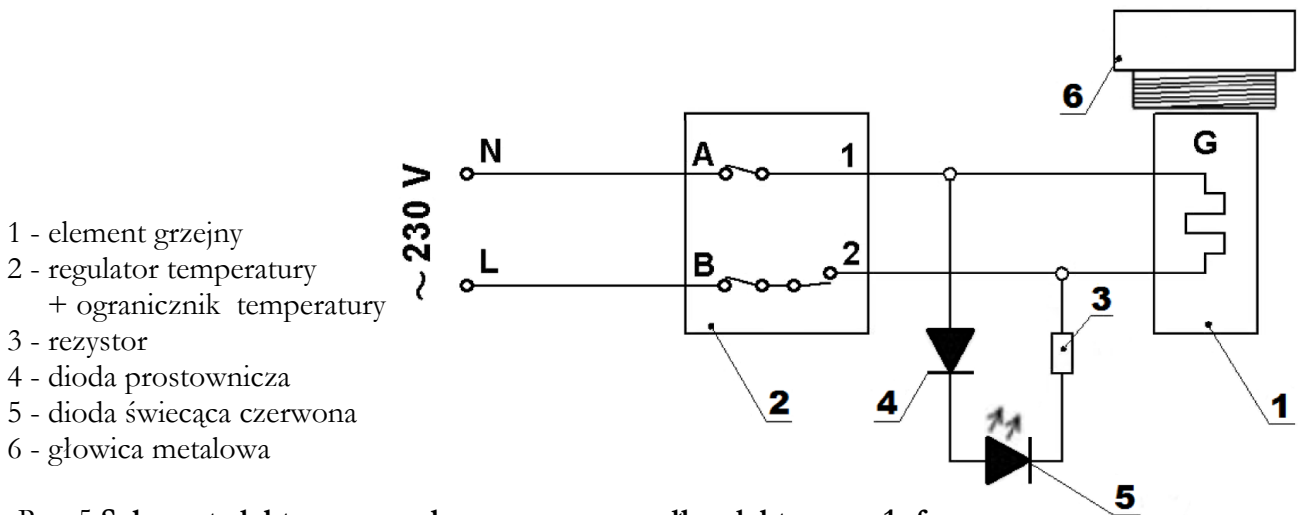 6
G
N
A
1
~ 230 V
L
B
2
1 - element grzejny
2 - regulator temperatury
+ ogranicznik temperatury
3 - rezystor
4 - dioda prostownicza
5 - dioda świecąca czerwona
6 - głowica metalowa
3
2
4
1
5